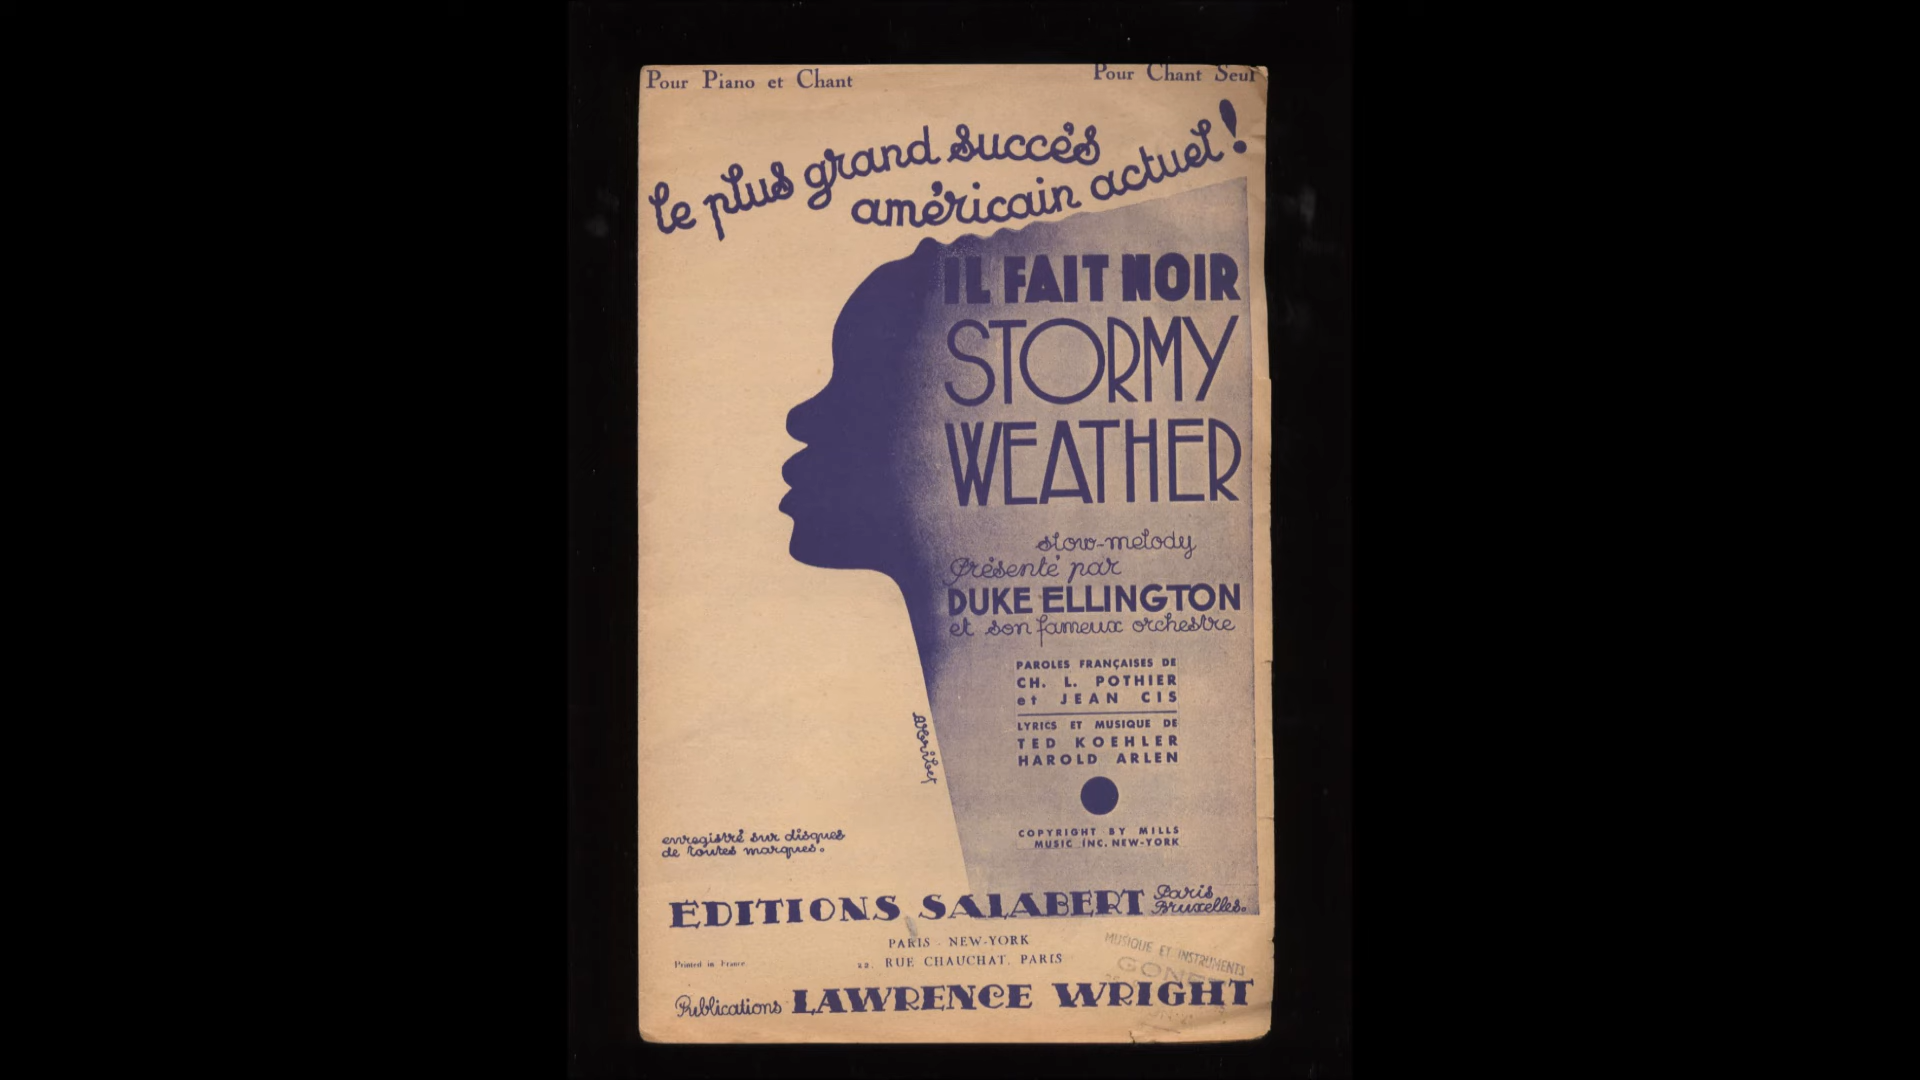 Pour Piano et Chant
Pour Chant Seul
le plus grand succès
américain actuel!
IL FAIT NOIR
STORMY
WEATHER
slow-melody
Présenté par
DUKE ELLINGTON
et son fameux orchestre
PAROLES FRANÇAISES DE
CH. L. POTHIER
et JEAN CIS
LYRICS ET MUSIQUE DE
TED KOEHLER
HAROLD ARLEN
COPYRIGHT BY MILLS
MUSIC INC. NEW-YORK
enregistré sur disques
de toutes marques.
EDITIONS SALABERT Paris
Bruxelles.
PARIS - NEW-YORK
22, RUE CHAUCHAT, PARIS
Printed in France
MUSIQUE ET INSTRUMENTS
Publications LAWRENCE WRIGHT